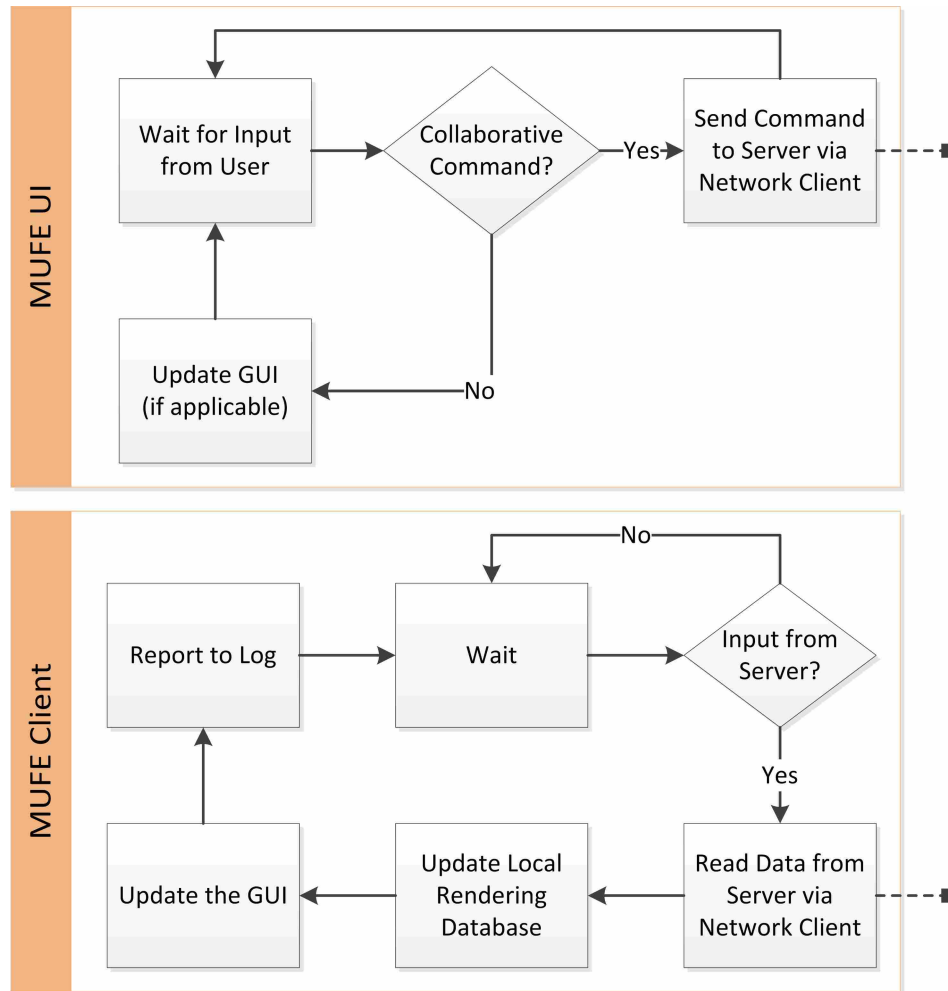 MUFE UI
Wait for Input
from User
Collaborative
Command?
Yes
Send Command
to Server via
Network Client
No
Update GUI
(if applicable)
MUFE Client
No
Report to Log
Wait
Input from
Server?
Yes
Update the GUI
Update Local
Rendering
Database
Read Data from
Server via
Network Client